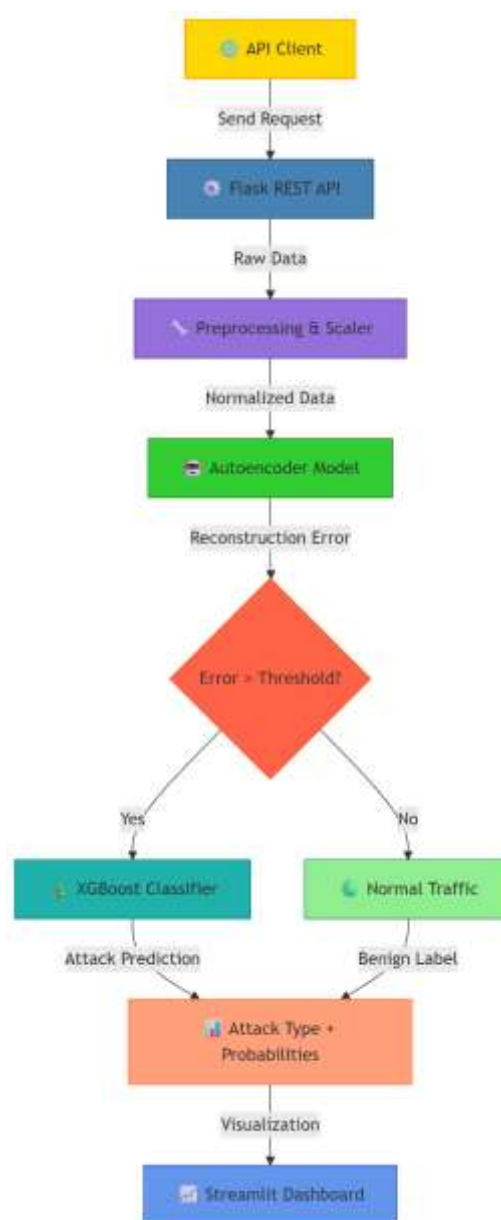 API Client
Send Request
Flask REST API
Raw Data
Preprocessing & Scaler
Normalized Data
Autoencoder Model
Reconstruction Error
Error > Threshold?
Yes
No
XGBoost Classifier
Normal Traffic
Attack Prediction
Benign Label
Attack Type +
Probabilities
Visualization
Streamlit Dashboard